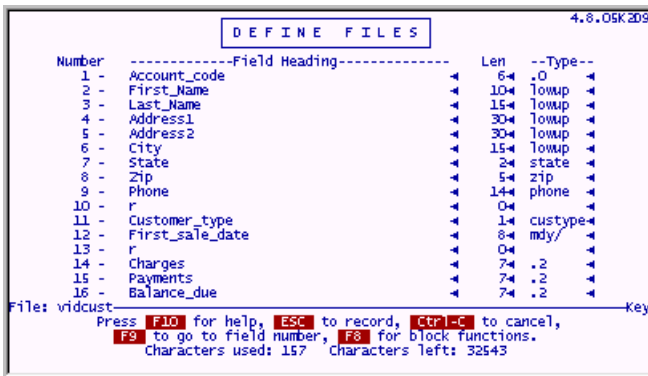 4.8.05K2D9
DEFINE FILES
Number -------------Field Heading-------------- Len --Type--
1 - Account_code 6 .0
2 - First_Name 10 lowup
3 - Last_Name 15 lowup
4 - Address1 30 lowup
5 - Address2 30 lowup
6 - City 15 lowup
7 - State 2 state
8 - Zip 5 zip
9 - Phone 14 phone
10 - r 0
11 - Customer_type 1 custype
12 - First_sale_date 8 mdy/
13 - r 0
14 - Charges 7 .2
15 - Payments 7 .2
16 - Balance_due 7 .2
File: vidcust Key
Press F10 for help, ESC to record, Ctrl-C to cancel,
F9 to go to field number, F8 for block functions.
Characters used: 157 Characters left: 32543